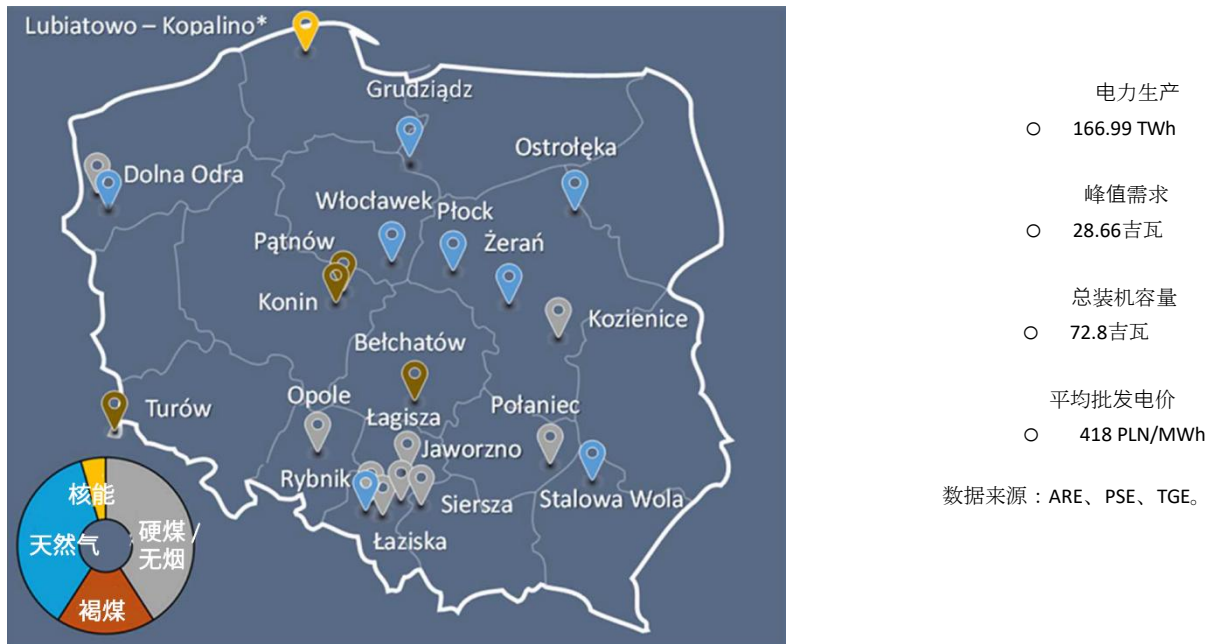 Lubiatowo – Kopalino*
Grudziądz
Ostrołęka
Dolna Odra
Włocławek
Płock
Pątnów
Żerań
Konin
Kozienice
Bełchatów
Turów
Opole
Łagisza
Połaniec
Jaworzno
Rybnik
Siersza
Stalowa Wola
Łaziska
核能
天然气
硬煤 /
无烟
褐煤
电力生产
○ 166.99 TWh
峰值需求
○ 28.66吉瓦
总装机容量
○ 72.8吉瓦
平均批发电价
○ 418 PLN/MWh
数据来源：ARE、PSE、TGE。